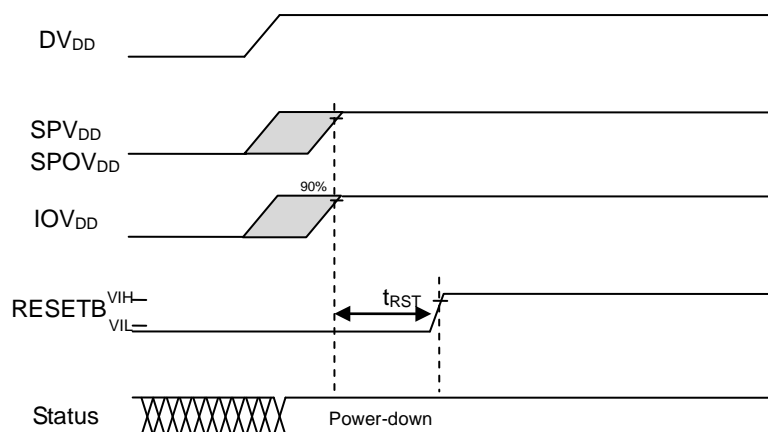 DVDD
SPVDD
SPOVDD
90%
IOVDD
tRST
RESETB VIH
VIL
Status
Power-down